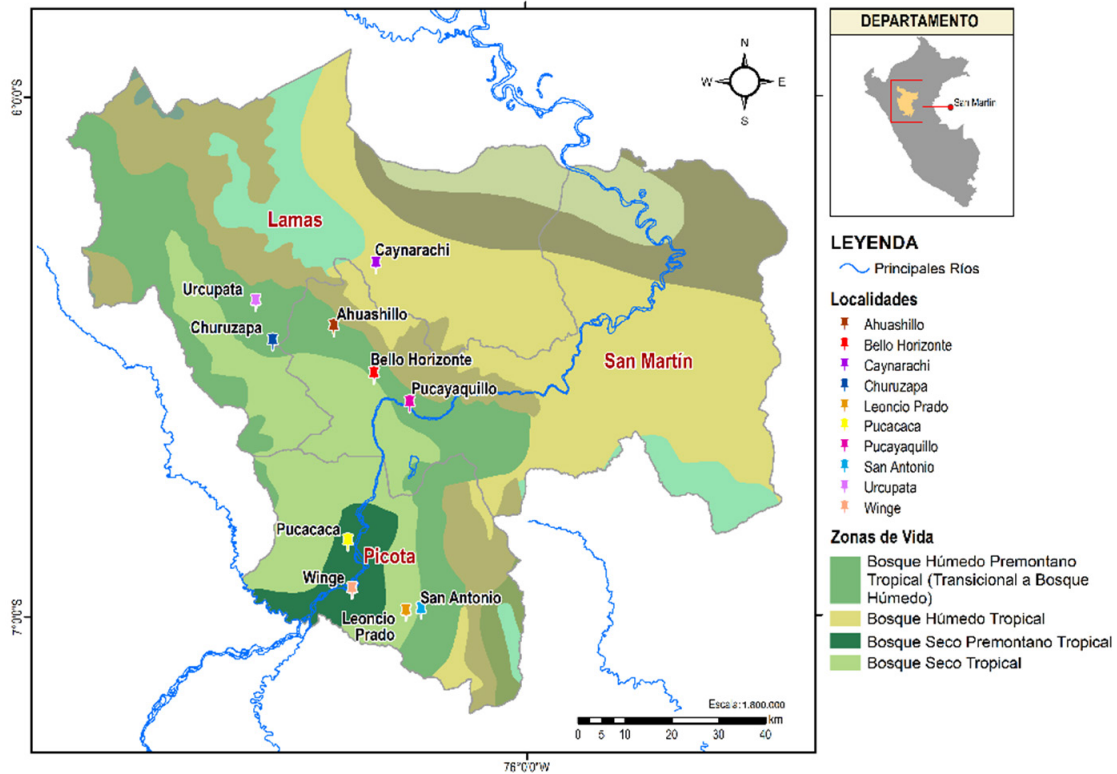 DEPARTAMENTO
San Martín
N
W
E
S
6°0'0"S
7°0'0"S
76°0'0"W
Lamas
Caynarachi
Urcupata
Ahuashillo
Churuzapa
Bello Horizonte
San Martín
Pucayaquillo
Pucacaca
Picota
Winge
San Antonio
Leoncio
Prado
Escala:1:800.000
km
0 5 10 20 30 40
LEYENDA
Principales Ríos
Localidades
Ahuashillo
Bello Horizonte
Caynarachi
Churuzapa
Leoncio Prado
Pucacaca
Pucayaquillo
San Antonio
Urcupata
Winge
Zonas de Vida
Bosque Húmedo Premontano
Tropical (Transicional a Bosque
Húmedo)
Bosque Húmedo Tropical
Bosque Seco Premontano Tropical
Bosque Seco Tropical